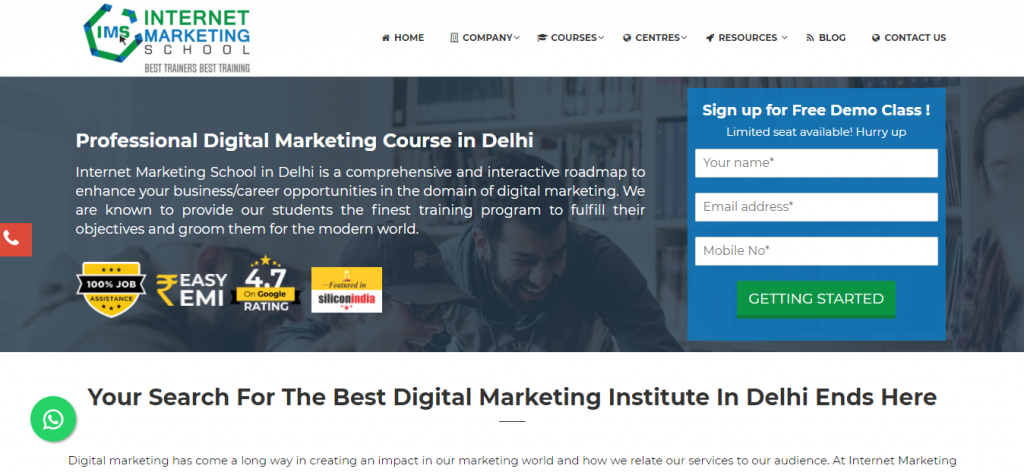 IMS
INTERNET
MARKETING
SCHOOL
BEST TRAINERS BEST TRAINING
HOME
COMPANY
COURSES
CENTRES
RESOURCES
BLOG
CONTACT US
Professional Digital Marketing Course in Delhi
Internet Marketing School in Delhi is a comprehensive and interactive roadmap to
enhance your business/career opportunities in the domain of digital marketing. We
are known to provide our students the finest training program to fulfill their
objectives and groom them for the modern world.
100% JOB
ASSISTANCE
EASY
EMI
4.7
On Google
RATING
Featured in
siliconindia
Sign up for Free Demo Class !
Limited seat available! Hurry up
Your name*
Email address*
Mobile No*
GETTING STARTED
Your Search For The Best Digital Marketing Institute In Delhi Ends Here
Digital marketing has come a long way in creating an impact in our marketing world and how we relate our services to our audience. At Internet Marketing